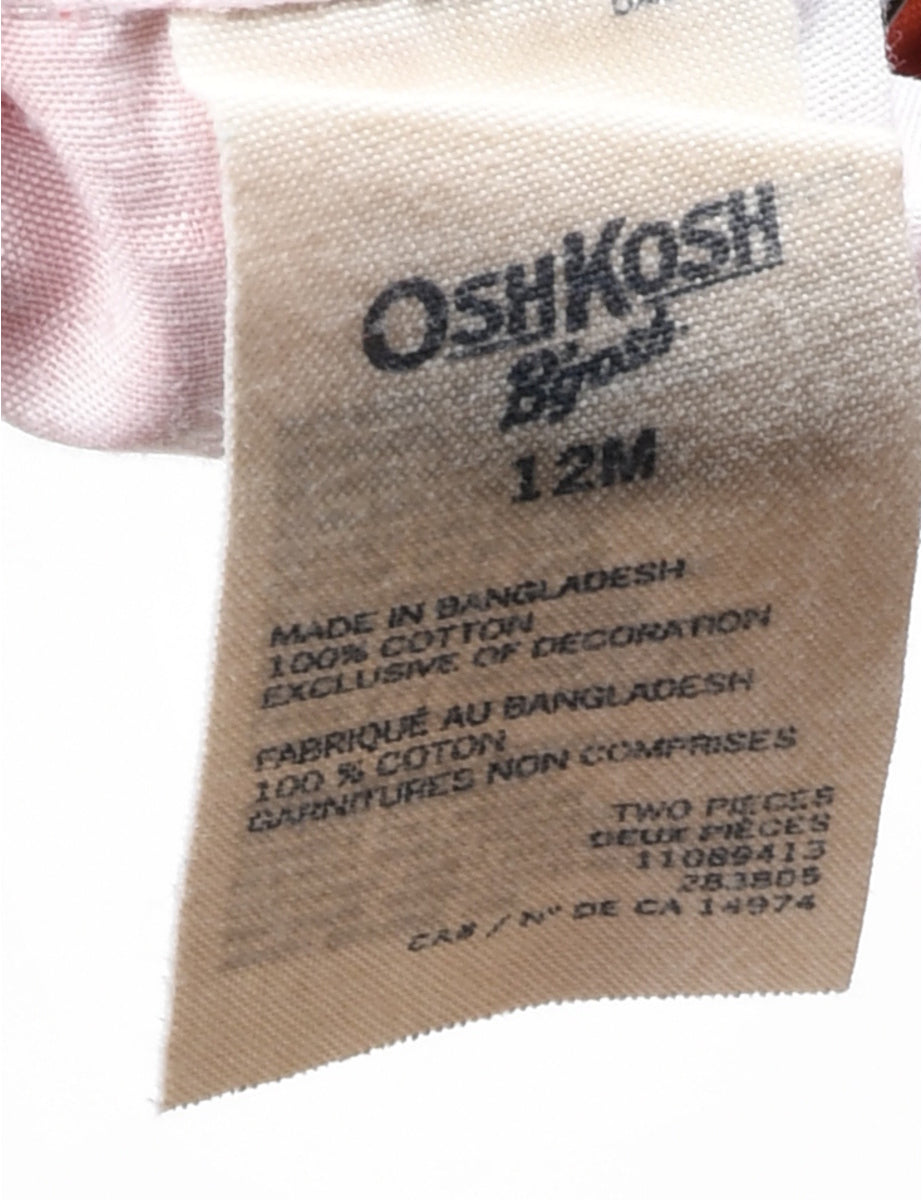 OSHKOSH
B'gosh
12M
MADE IN BANGLADESH
100% COTTON
EXCLUSIVE OF DECORATION
FABRIQUÉ AU BANGLADESH
100 % COTON
GARNITURES NON COMPRISES
TWO PIECES
DEUX PIÈCES
11089413
283805
CA# / N° DE CA 14974